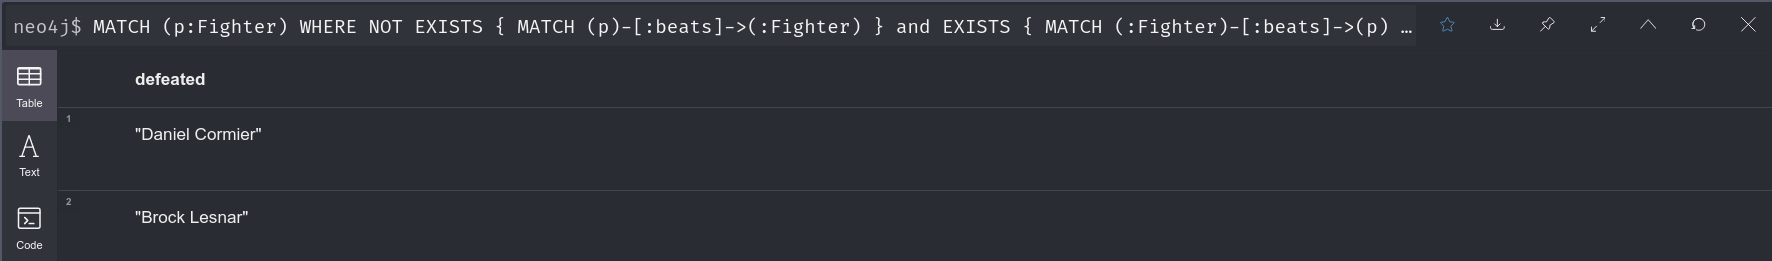 neo4j$ MATCH (p:Fighter) WHERE NOT EXISTS { MATCH (p)-[:beats]->(:Fighter) } and EXISTS { MATCH (:Fighter)-[:beats]->(p) …
Table
defeated
1
"Daniel Cormier"
Text
2
"Brock Lesnar"
Code